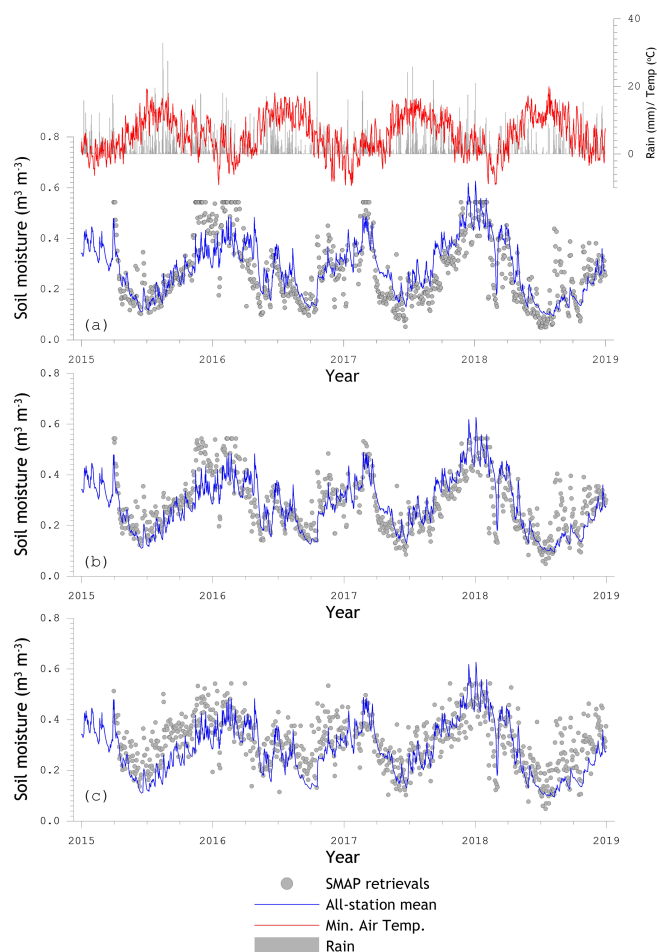 40
20
0
Rain (mm)/ Temp (°C)
0.8
0.6
0.4
0.2
0.0
Soil moisture (m³ m⁻³)
(a)
2015
2016
2017
2018
2019
Year
0.8
0.6
0.4
0.2
0.0
Soil moisture (m³ m⁻³)
(b)
2015
2016
2017
2018
2019
Year
0.8
0.6
0.4
0.2
0.0
Soil moisture (m³ m⁻³)
(c)
2015
2016
2017
2018
2019
Year
SMAP retrievals
All-station mean
Min. Air Temp.
Rain